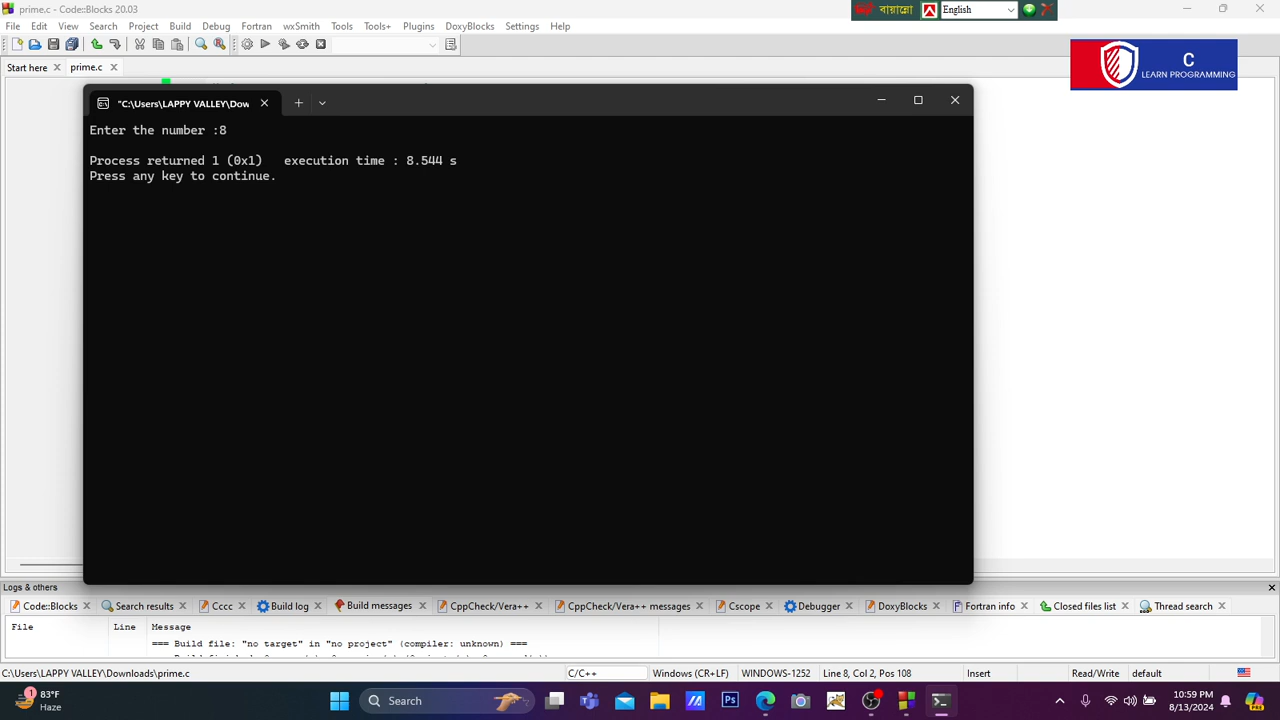 prime.c - Code::Blocks 20.03
বায়ান্নো English
File Edit View Search Project Build Debug Fortran wxSmith Tools Tools+ Plugins DoxyBlocks Settings Help
Start here prime.c
C
LEARN PROGRAMMING
"C:\Users\LAPPY VALLEY\Dow
Enter the number :8
Process returned 1 (0x1)   execution time : 8.544 s
Press any key to continue.
Logs & others
Code::Blocks Search results Cccc Build log Build messages CppCheck/Vera++ CppCheck/Vera++ messages Cscope Debugger DoxyBlocks Fortran info Closed files list Thread search
File Line Message
=== Build file: "no target" in "no project" (compiler: unknown) ===
C:\Users\LAPPY VALLEY\Downloads\prime.c C/C++ Windows (CR+LF) WINDOWS-1252 Line 8, Col 2, Pos 108 Insert Read/Write default
1 83°F
Haze
Search
Ps
10:59 PM
8/13/2024